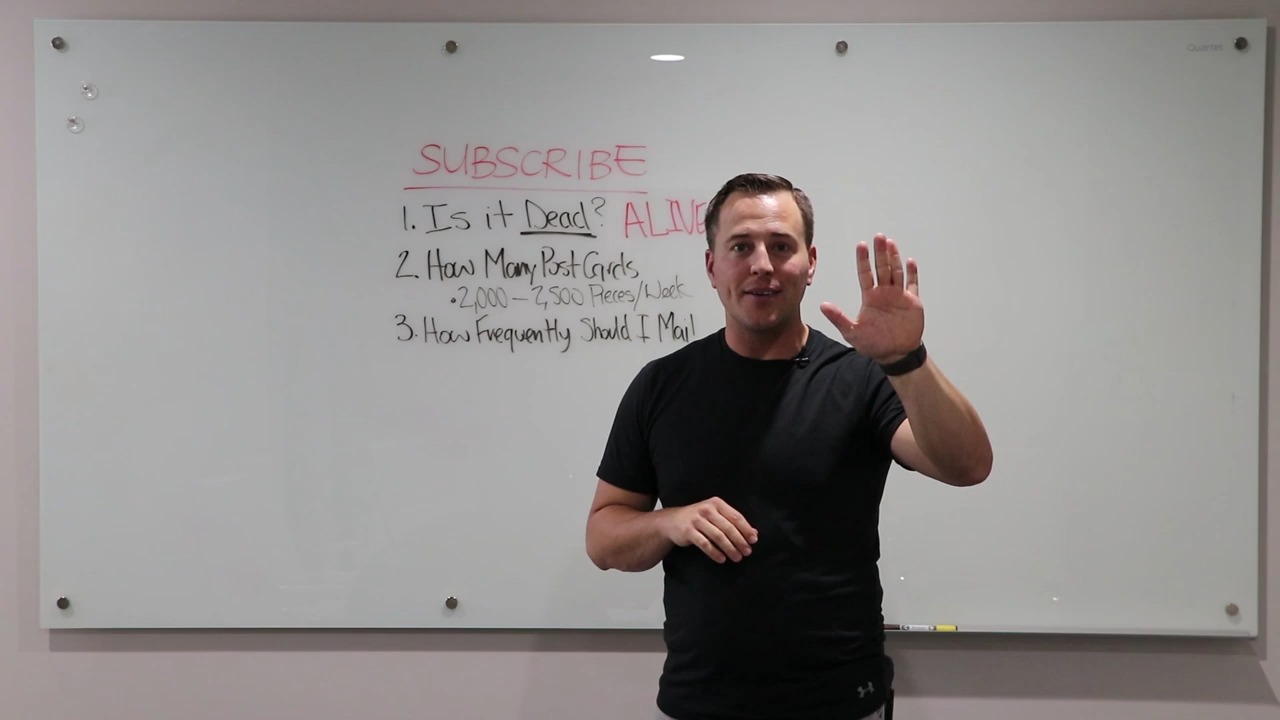 Quartet
SUBSCRIBE
1. Is it Dead? ALIVE
2. How Many Post Cards
• 2,000 – 2,500 Pieces/Week
3. How Frequently Should I Mail